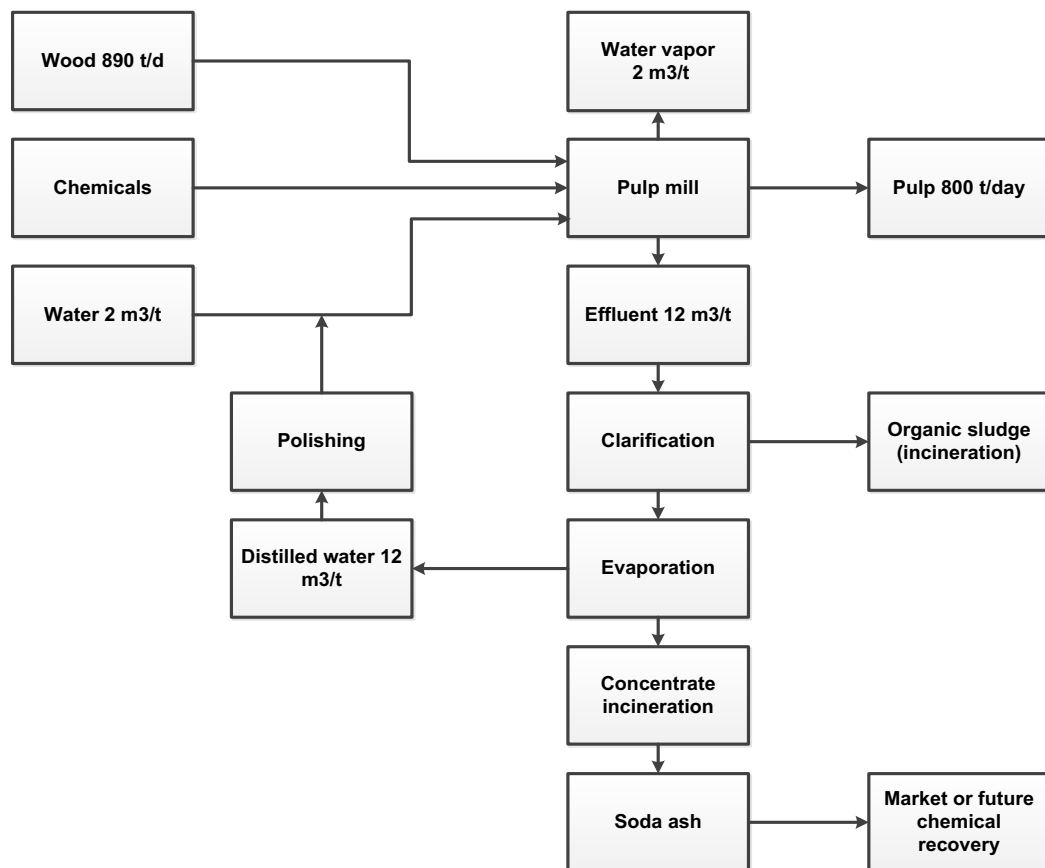 Wood 890 t/d
Water vapor
2 m3/t
Chemicals
Pulp mill
Pulp 800 t/day
Water 2 m3/t
Effluent 12 m3/t
Polishing
Clarification
Organic sludge
(incineration)
Distilled water 12
m3/t
Evaporation
Concentrate
incineration
Soda ash
Market or future
chemical
recovery